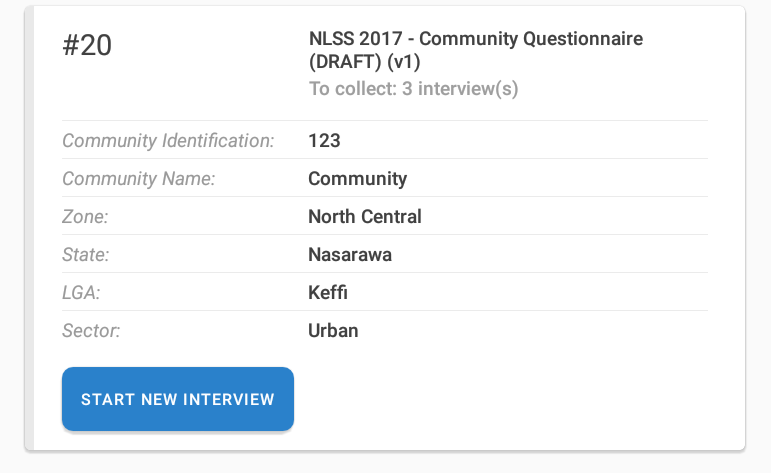 #20
NLSS 2017 - Community Questionnaire
(DRAFT) (v1)
To collect: 3 interview(s)
Community Identification: 123
Community Name: Community
Zone: North Central
State: Nasarawa
LGA: Keffi
Sector: Urban
START NEW INTERVIEW